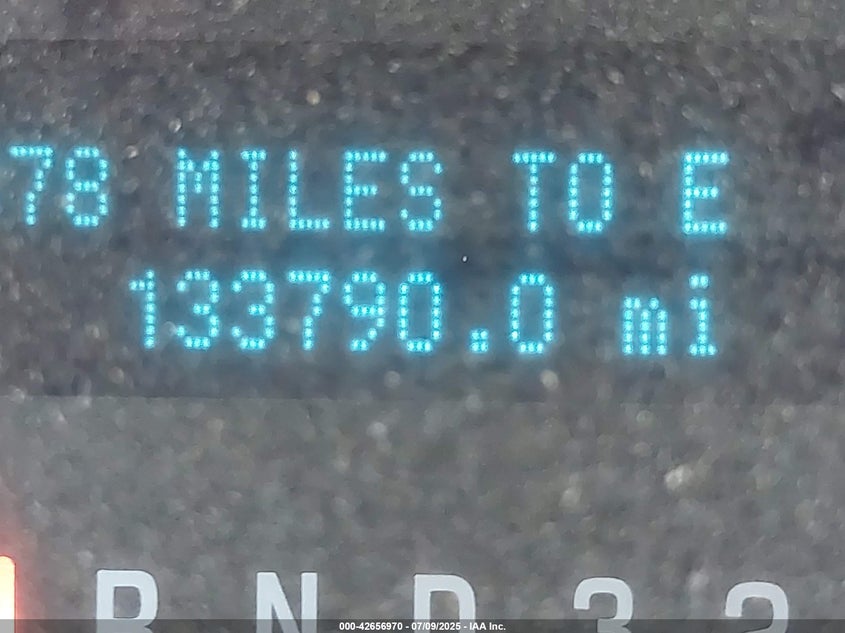 78 MILES TO E
133790.0 mi
R N D 3 2
000-42656970 - 07/09/2025 - IAA Inc.